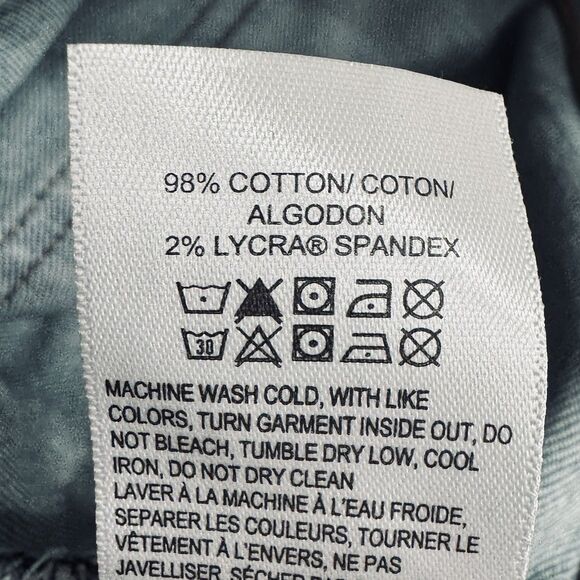 98% COTTON/ COTON/
ALGODON
2% LYCRA® SPANDEX
30
MACHINE WASH COLD, WITH LIKE
COLORS, TURN GARMENT INSIDE OUT, DO
NOT BLEACH, TUMBLE DRY LOW, COOL
IRON, DO NOT DRY CLEAN
LAVER À LA MACHINE À L'EAU FROIDE,
SEPARER LES COULEURS, TOURNER LE
VÊTEMENT À L'ENVERS, NE PAS
JAVELLISER, SÉCHER